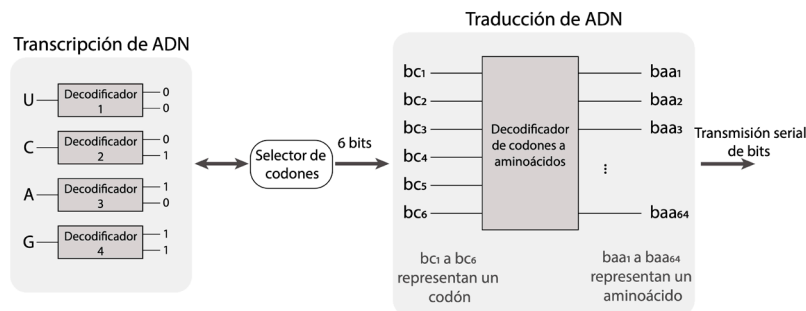 Transcripción de ADN
U
Decodificador
1
0
0
C
Decodificador
2
0
1
A
Decodificador
3
1
0
G
Decodificador
4
1
1
Selector de
codones
6 bits
Traducción de ADN
bc1
bc2
bc3
bc4
bc5
bc6
Decodificador
de codones a
aminoácidos
baa1
baa2
baa3
...
baa64
bc1 a bc6
representan un
codón
baa1 a baa64
representan un
aminoácido
Transmisión serial
de bits